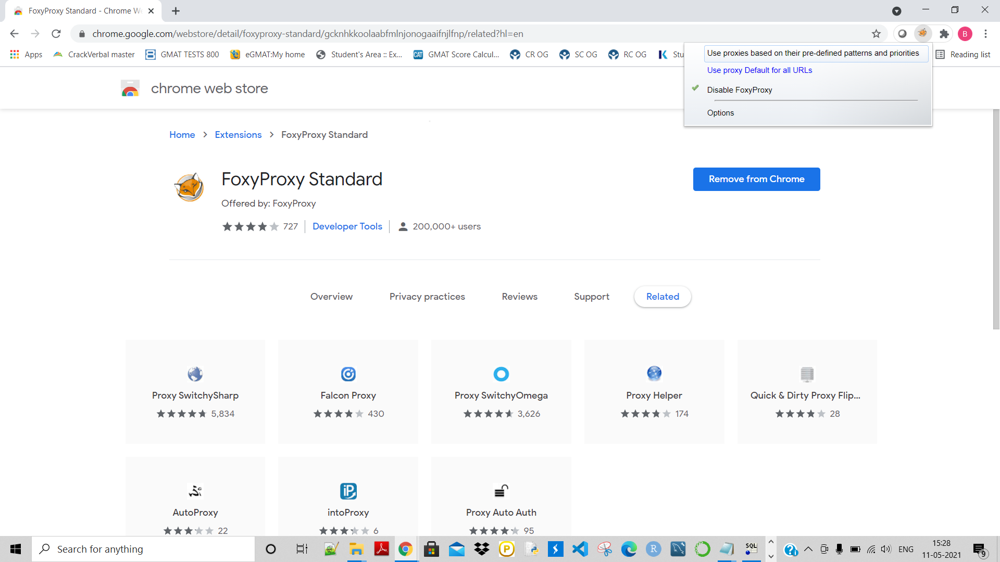 FoxyProxy Standard - Chrome We
chrome.google.com/webstore/detail/foxyproxy-standard/gcknhkkoolaabfmlnjonogaaifnjlfnp/related?hl=en
B
Apps
CrackVerbal master
GMAT TESTS 800
eGMAT:My home
Student's Area :: Ex...
CAT
GMAT Score Calcul...
CR OG
SC OG
RC OG
Stu
Reading list
Use proxies based on their pre-defined patterns and priorities
Use proxy Default for all URLs
Disable FoxyProxy
Options
chrome web store
Home > Extensions > FoxyProxy Standard
FoxyProxy Standard
Remove from Chrome
Offered by: FoxyProxy
727
Developer Tools
200,000+ users
Overview
Privacy practices
Reviews
Support
Related
Proxy SwitchySharp
5,834
Falcon Proxy
430
Proxy SwitchyOmega
3,626
Proxy Helper
174
Quick & Dirty Proxy Flip...
28
AutoProxy
22
iP
intoProxy
6
Proxy Auto Auth
95
Search for anything
P
R
SQL
ENG
15:28
11-05-2021
9